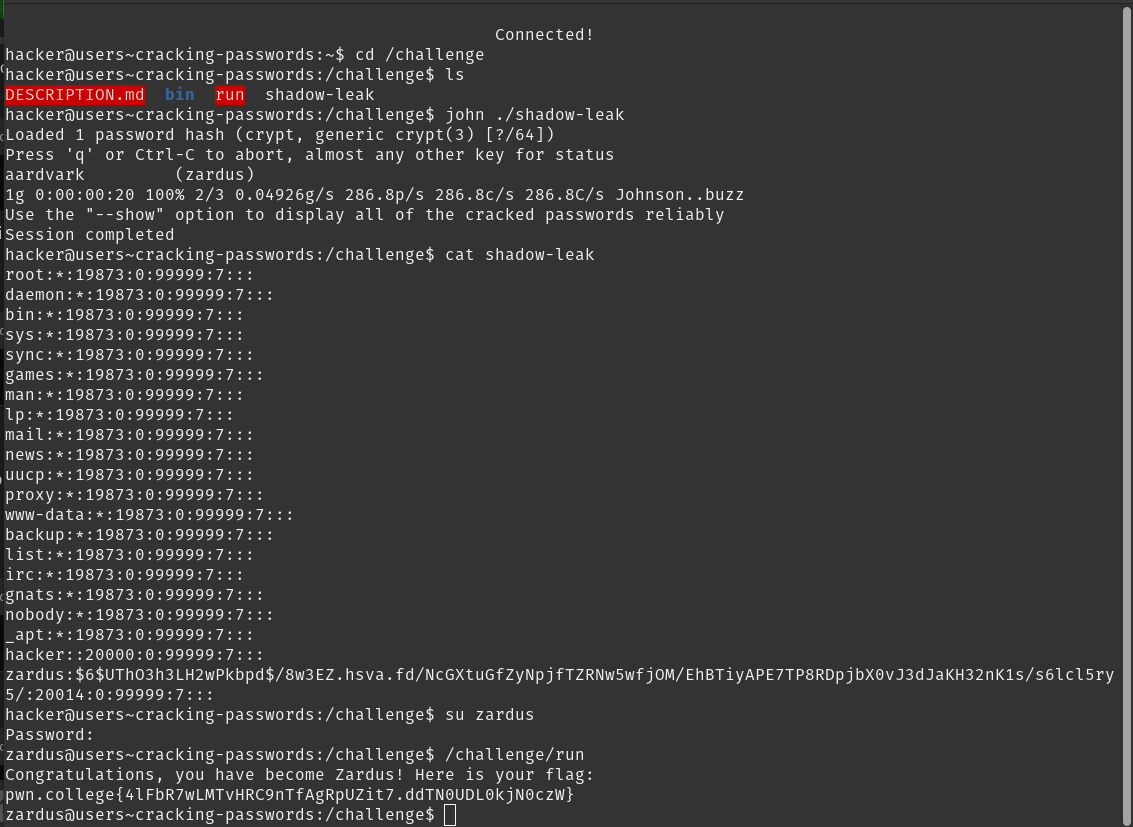 Connected!
hacker@users~cracking-passwords:~$ cd /challenge
hacker@users~cracking-passwords:/challenge$ ls
DESCRIPTION.md  bin  run  shadow-leak
hacker@users~cracking-passwords:/challenge$ john ./shadow-leak
Loaded 1 password hash (crypt, generic crypt(3) [?/64])
Press 'q' or Ctrl-C to abort, almost any other key for status
aardvark         (zardus)
1g 0:00:00:20 100% 2/3 0.04926g/s 286.8p/s 286.8c/s 286.8C/s Johnson..buzz
Use the "--show" option to display all of the cracked passwords reliably
Session completed
hacker@users~cracking-passwords:/challenge$ cat shadow-leak
root:*:19873:0:99999:7:::
daemon:*:19873:0:99999:7:::
bin:*:19873:0:99999:7:::
sys:*:19873:0:99999:7:::
sync:*:19873:0:99999:7:::
games:*:19873:0:99999:7:::
man:*:19873:0:99999:7:::
lp:*:19873:0:99999:7:::
mail:*:19873:0:99999:7:::
news:*:19873:0:99999:7:::
uucp:*:19873:0:99999:7:::
proxy:*:19873:0:99999:7:::
www-data:*:19873:0:99999:7:::
backup:*:19873:0:99999:7:::
list:*:19873:0:99999:7:::
irc:*:19873:0:99999:7:::
gnats:*:19873:0:99999:7:::
nobody:*:19873:0:99999:7:::
_apt:*:19873:0:99999:7:::
hacker::20000:0:99999:7:::
zardus:$6$UThO3h3LH2wPkbpd$/8w3EZ.hsva.fd/NcGXtuGfZyNpjfTZRNw5wfjOM/EhBTiyAPE7TP8RDpjbX0vJ3dJaKH32nK1s/s6lcl5ry
5/:20014:0:99999:7:::
hacker@users~cracking-passwords:/challenge$ su zardus
Password:
zardus@users~cracking-passwords:/challenge$ /challenge/run
Congratulations, you have become Zardus! Here is your flag:
pwn.college{4lFbR7wLMTvHRC9nTfAgRpUZit7.ddTN0UDL0kjN0czW}
zardus@users~cracking-passwords:/challenge$